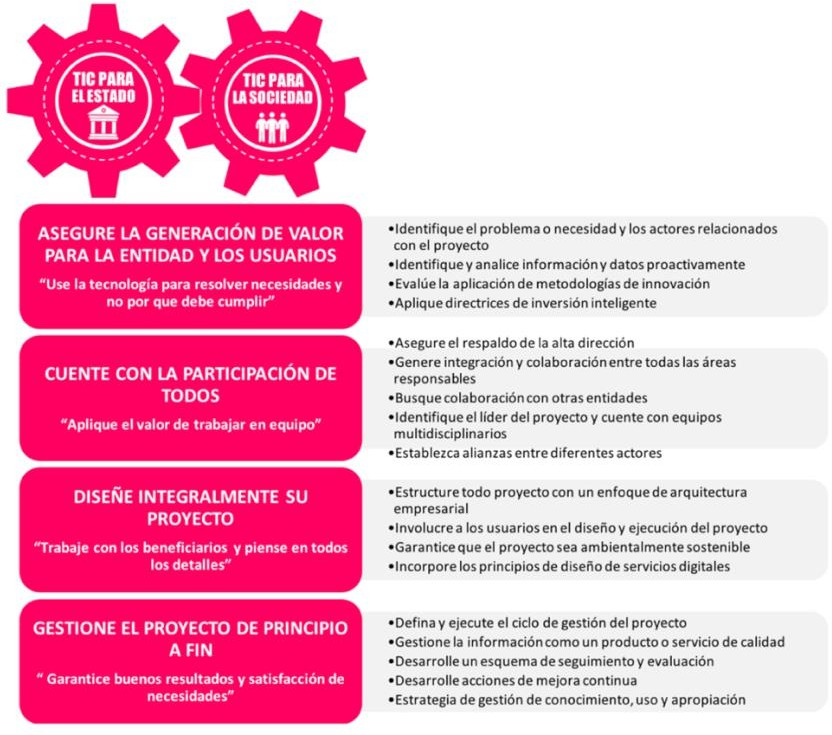 TIC PARA
EL ESTADO
TIC PARA
LA SOCIEDAD
ASEGURE LA GENERACIÓN DE VALOR
PARA LA ENTIDAD Y LOS USUARIOS
“Use la tecnología para resolver necesidades y
no por que debe cumplir”
•Identifique el problema o necesidad y los actores relacionados
con el proyecto
•Identifique y analice información y datos proactivamente
•Evalúe la aplicación de metodologías de innovación
•Aplique directrices de inversión inteligente
CUENTE CON LA PARTICIPACIÓN DE
TODOS
“Aplique el valor de trabajar en equipo”
•Asegure el respaldo de la alta dirección
•Genere integración y colaboración entre todas las áreas
responsables
•Busque colaboración con otras entidades
•Identifique el líder del proyecto y cuente con equipos
multidisciplinarios
•Establezca alianzas entre diferentes actores
DISEÑE INTEGRALMENTE SU
PROYECTO
“Trabaje con los beneficiarios y piense en todos
los detalles”
•Estructure todo proyecto con un enfoque de arquitectura
empresarial
•Involucre a los usuarios en el diseño y ejecución del proyecto
•Garantice que el proyecto sea ambientalmente sostenible
•Incorpore los principios de diseño de servicios digitales
GESTIONE EL PROYECTO DE PRINCIPIO
A FIN
“ Garantice buenos resultados y satisfacción de
necesidades”
•Defina y ejecute el ciclo de gestión del proyecto
•Gestione la información como un producto o servicio de calidad
•Desarrolle un esquema de seguimiento y evaluación
•Desarrolle acciones de mejora continua
•Estrategia de gestión de conocimiento, uso y apropiación